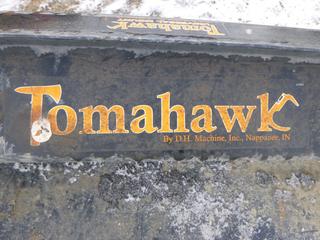 Tomahawk
Tomahawk
By D.H. Machine, Inc., Nappanee, IN